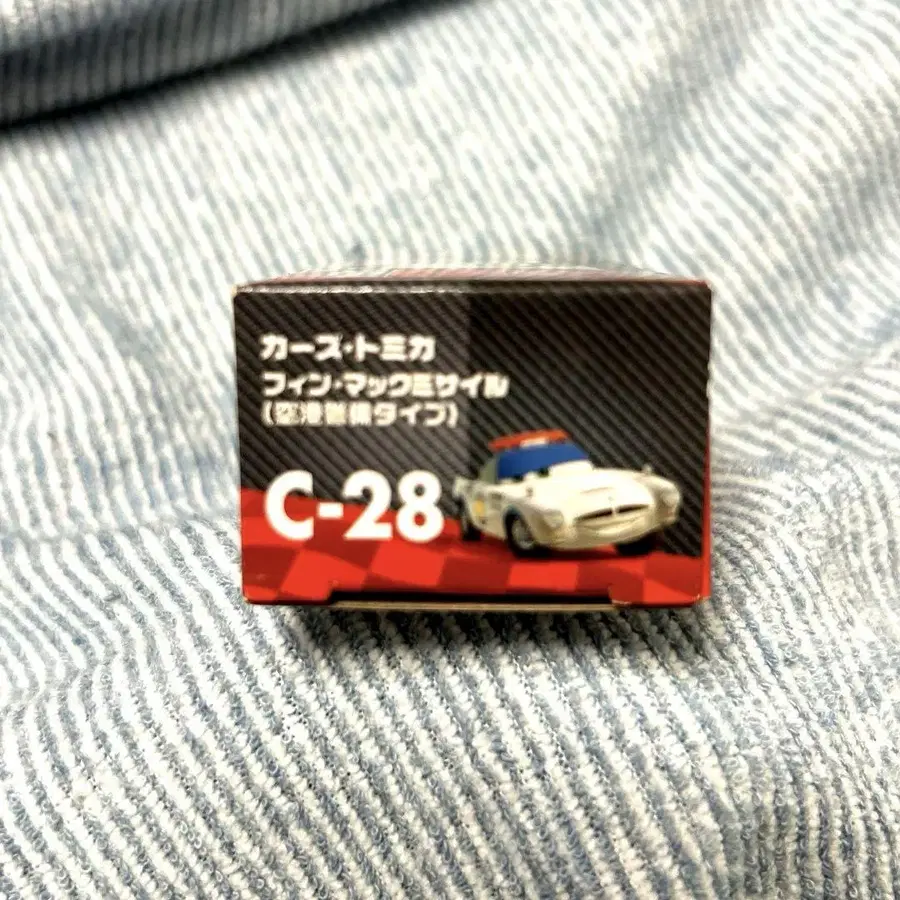 カーズ・トミカ
フィン・マックミサイル
(空港警備タイプ)
C-28